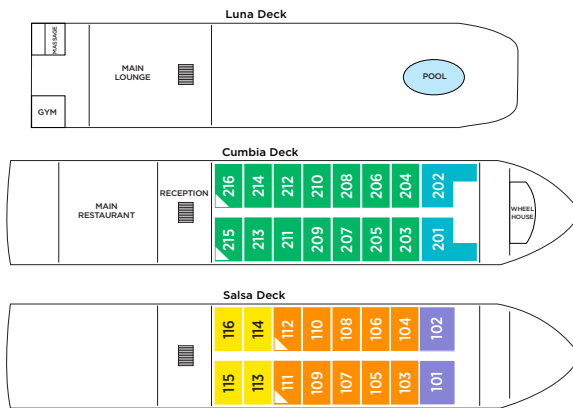 Luna Deck
MASSAGE
MAIN
LOUNGE
POOL
GYM
Cumbia Deck
216 214 212 210 208 206 204 202
MAIN
RESTAURANT
RECEPTION
WHEEL
HOUSE
215 213 211 209 207 205 203 201
Salsa Deck
116 114 112 110 108 106 104 102
115 113 111 109 107 105 103 101